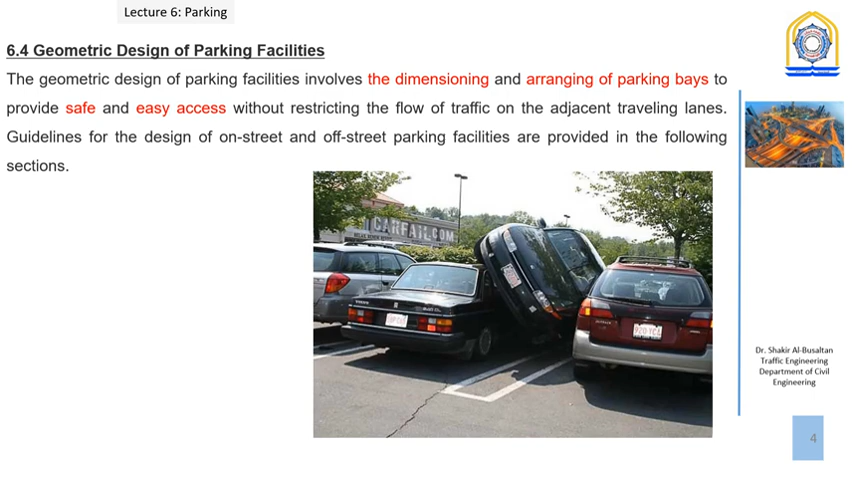 Lecture 6: Parking
6.4 Geometric Design of Parking Facilities
The geometric design of parking facilities involves the dimensioning and arranging of parking bays to
provide safe and easy access without restricting the flow of traffic on the adjacent traveling lanes.
Guidelines for the design of on-street and off-street parking facilities are provided in the following
sections.
CARFAIL.COM
Dr. Shakir Al-Busaltan
Traffic Engineering
Department of Civil
Engineering
4